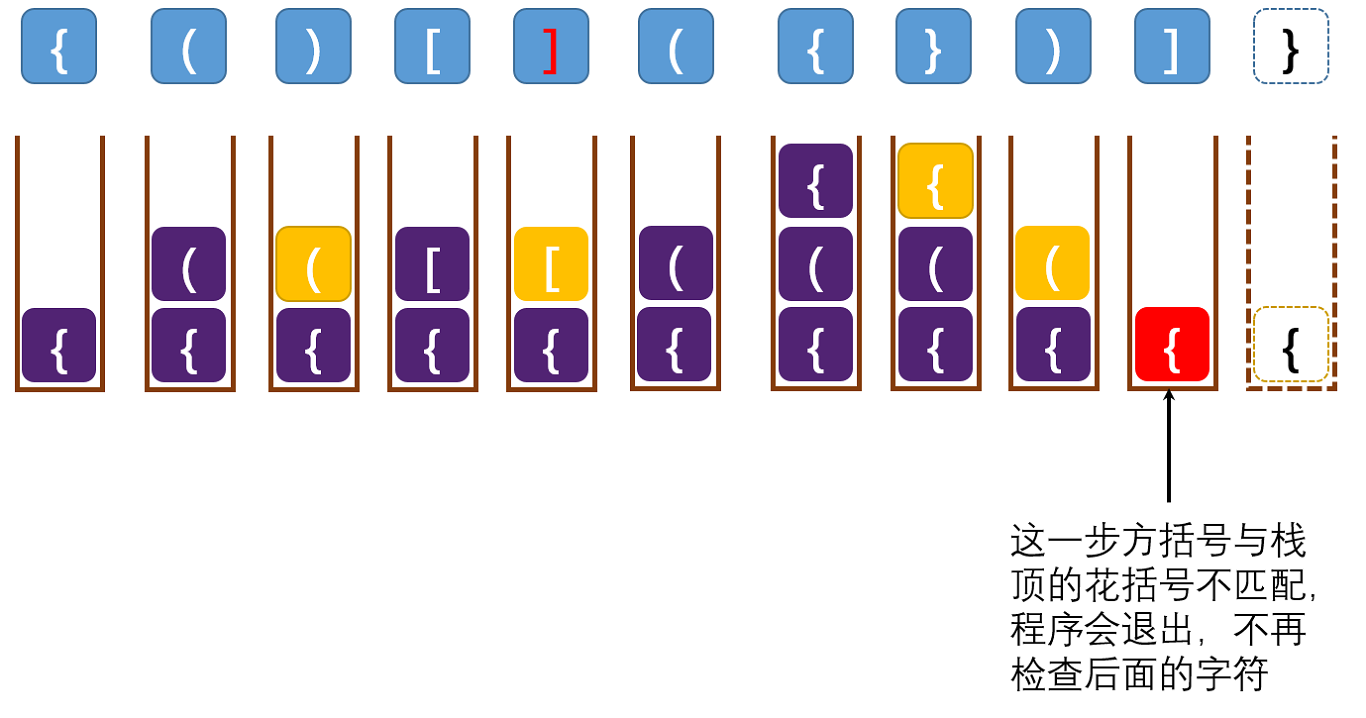 { ( ) [ ] ( { } ) ] }
{ { {
( ( [ [ ( ( ( (
{ { { { { { { { { { {
这一步方括号与栈
顶的花括号不匹配，
程序会退出，不再
检查后面的字符